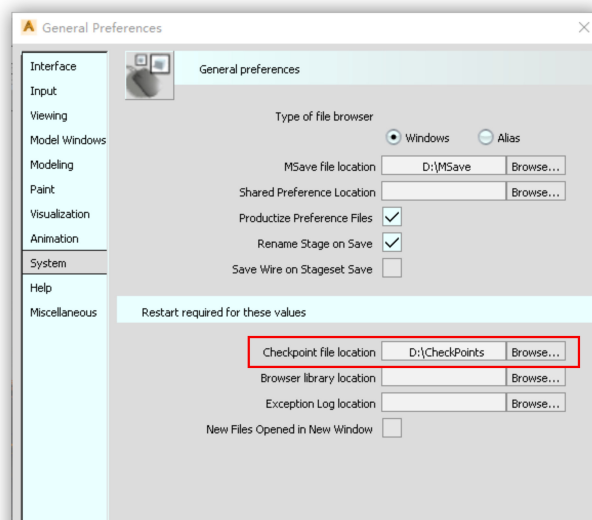 General Preferences
Interface
Input
Viewing
Model Windows
Modeling
Paint
Visualization
Animation
System
Help
Miscellaneous
General preferences
Type of file browser
Windows Alias
MSave file location D:\MSave Browse...
Shared Preference Location Browse...
Productize Preference Files
Rename Stage on Save
Save Wire on Stageset Save
Restart required for these values
Checkpoint file location D:\CheckPoints Browse...
Browser library location Browse...
Exception Log location Browse...
New Files Opened in New Window